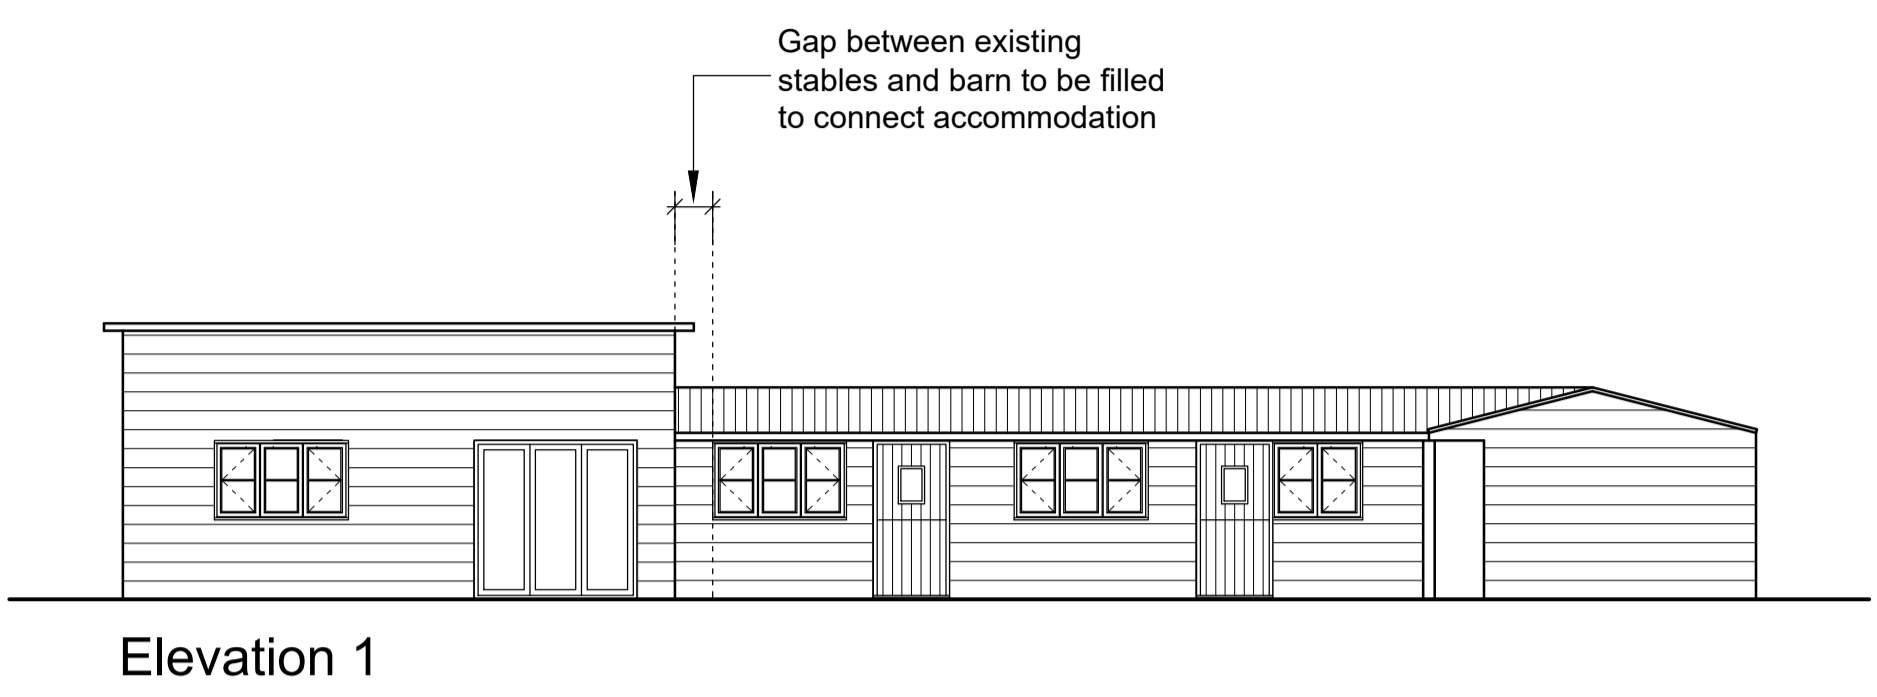 Gap between existing
stables and barn to be filled
to connect accommodation
Elevation 1